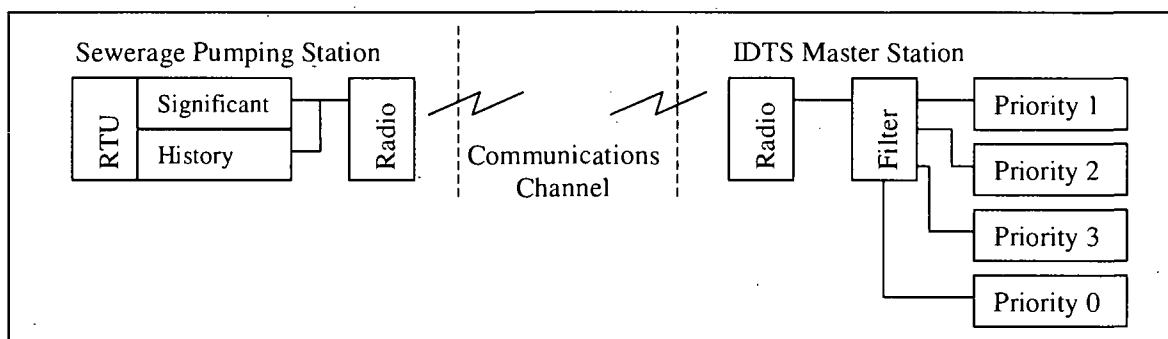 Sewerage Pumping Station
RTU
Significant
History
Radio
Communications
Channel
IDTS Master Station
Radio
Filter
Priority 1
Priority 2
Priority 3
Priority 0